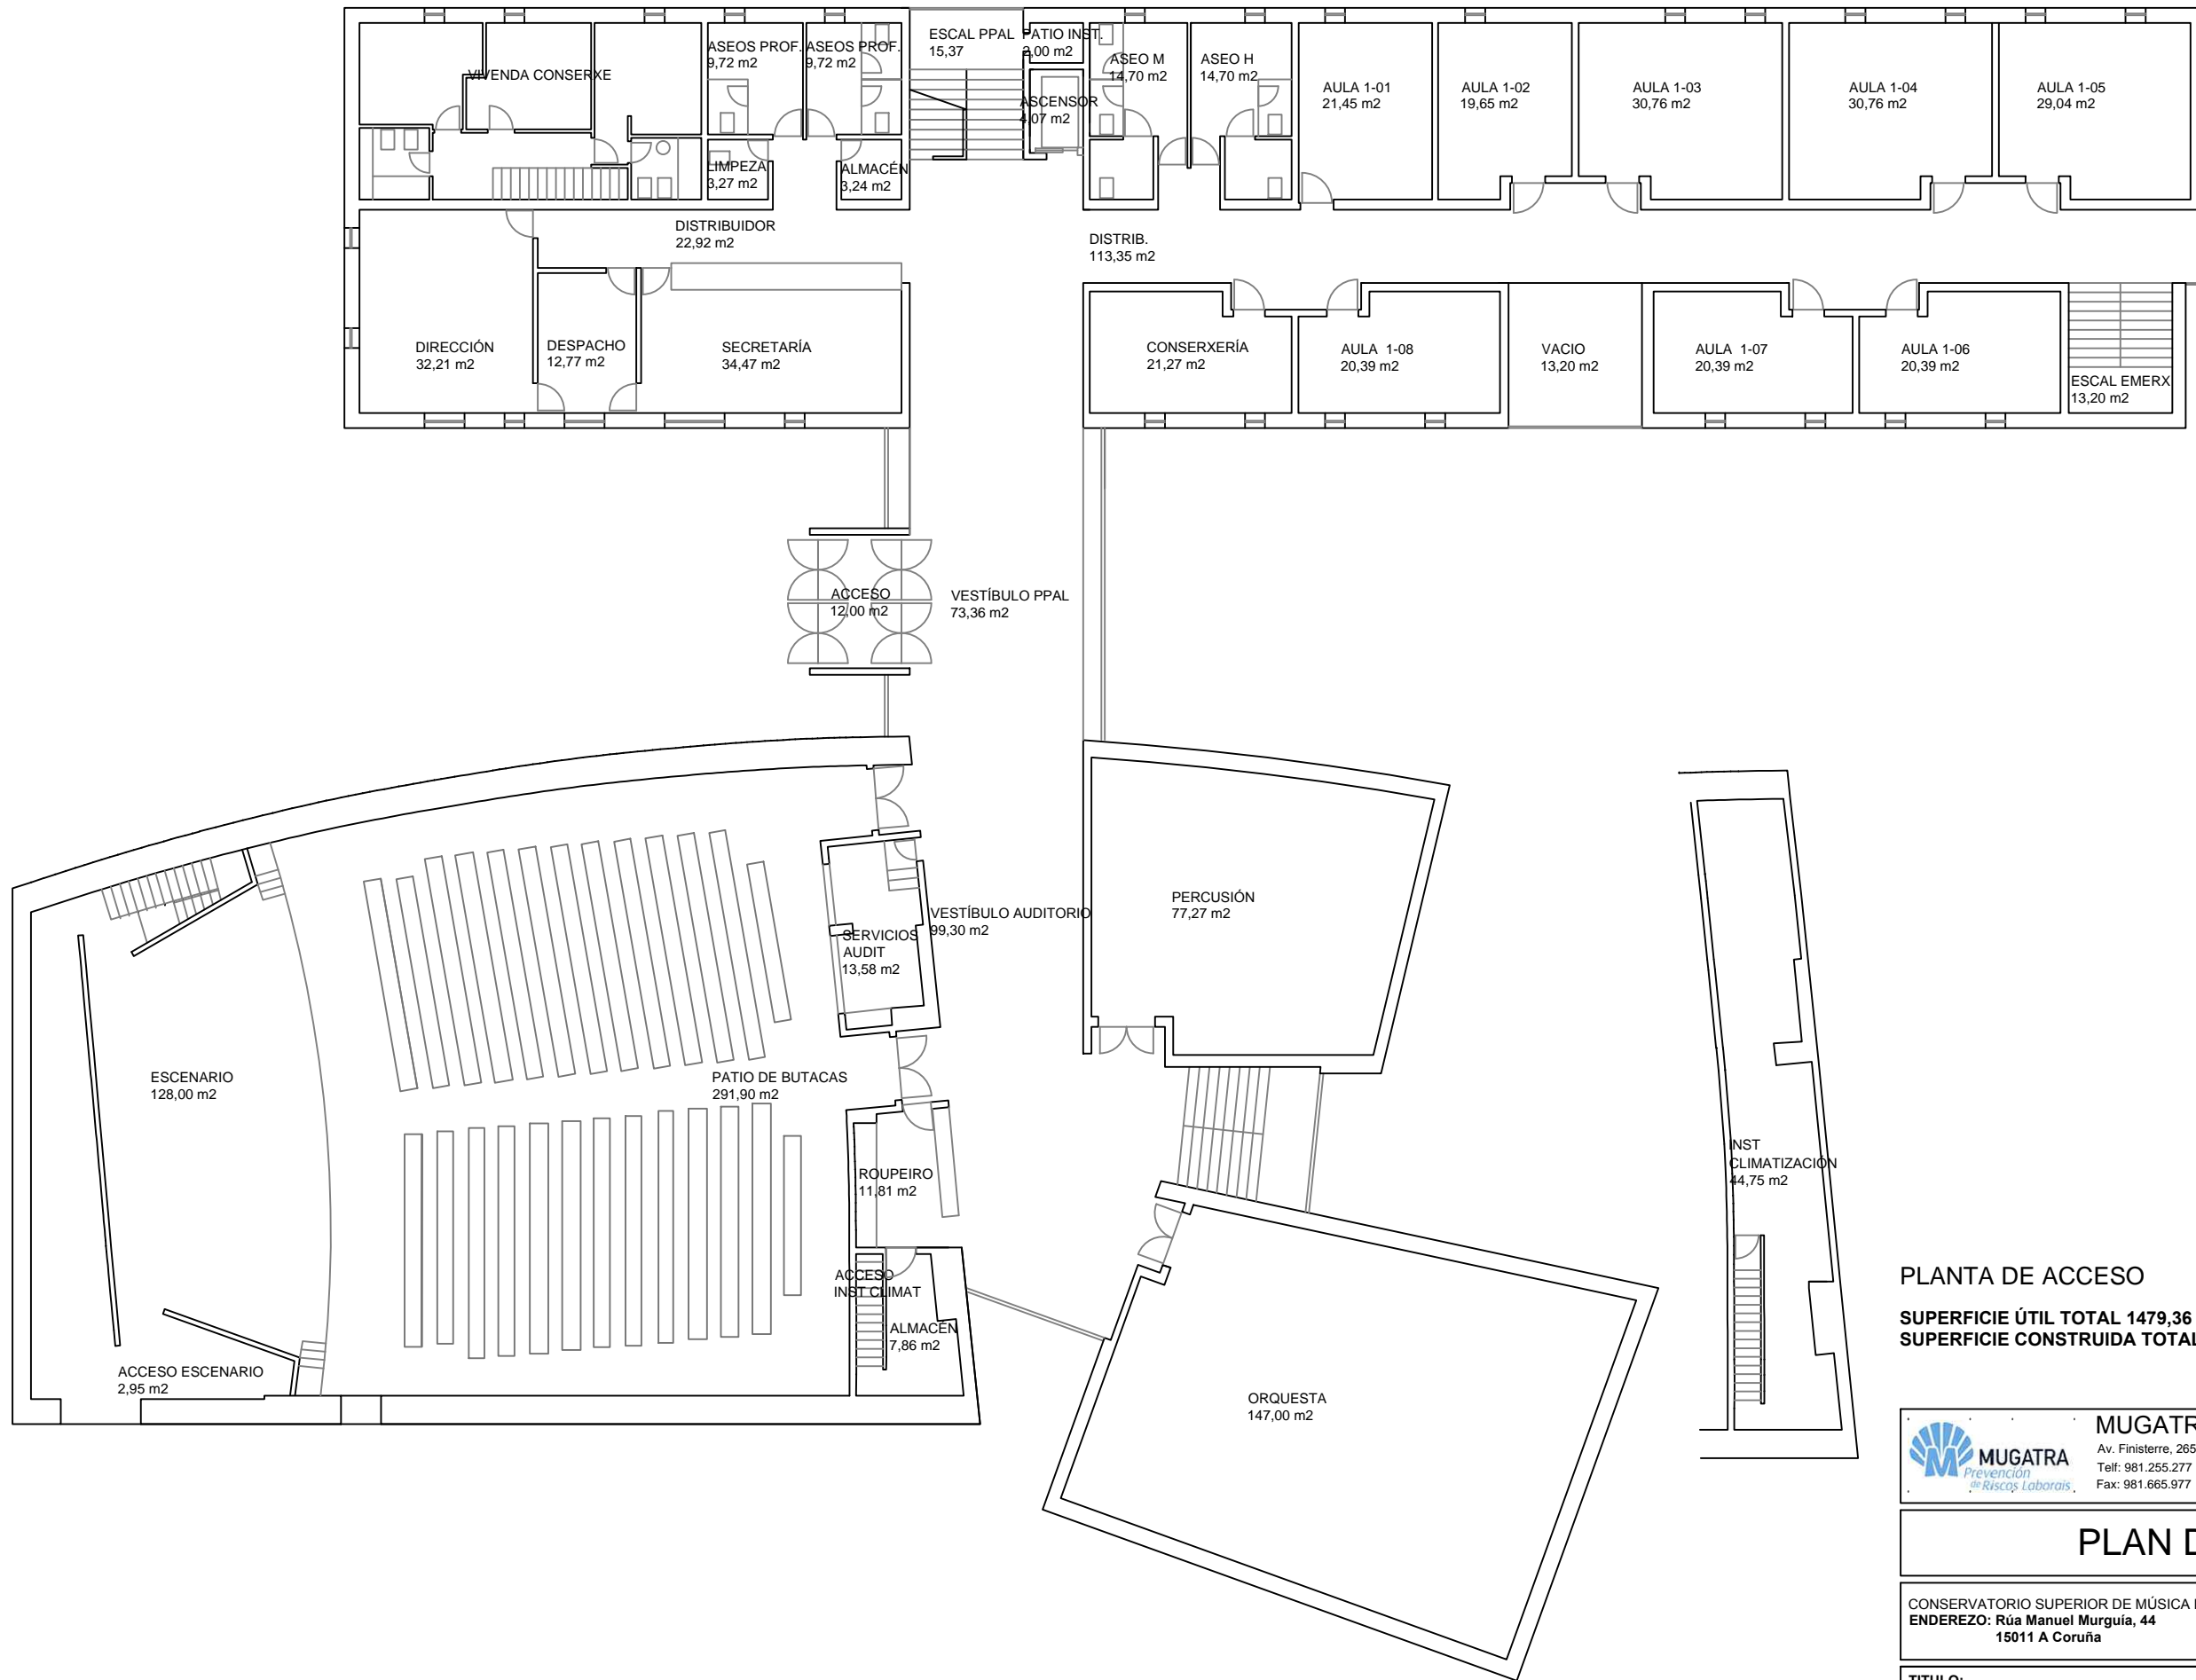 ASEOS PROF.
9,72 m2
ASEOS PROF.
9,72 m2
ESCAL PPAL
15,37
PATIO INST.
2,00 m2
ASEO M
14,70 m2
ASEO H
14,70 m2
VIVENDA CONSERXE
ASCENSOR
4,07 m2
AULA 1-01
21,45 m2
AULA 1-02
19,65 m2
AULA 1-03
30,76 m2
AULA 1-04
30,76 m2
AULA 1-05
29,04 m2
LIMPEZA
3,27 m2
ALMACÉN
3,24 m2
DISTRIBUIDOR
22,92 m2
DISTRIB.
113,35 m2
DIRECCIÓN
32,21 m2
DESPACHO
12,77 m2
SECRETARÍA
34,47 m2
CONSERXERÍA
21,27 m2
AULA 1-08
20,39 m2
VACIO
13,20 m2
AULA 1-07
20,39 m2
AULA 1-06
20,39 m2
ESCAL EMERX
13,20 m2
ACCESO
12,00 m2
VESTÍBULO PPAL
73,36 m2
PERCUSIÓN
77,27 m2
VESTÍBULO AUDITORIO
99,30 m2
SERVICIOS
AUDIT
13,58 m2
ESCENARIO
128,00 m2
PATIO DE BUTACAS
291,90 m2
ROUPEIRO
11,81 m2
INST
CLIMATIZACIÓN
44,75 m2
ACCESO
INST CLIMAT
ALMACÉN
7,86 m2
ACCESO ESCENARIO
2,95 m2
ORQUESTA
147,00 m2
PLANTA DE ACCESO
SUPERFICIE ÚTIL TOTAL 1479,36
SUPERFICIE CONSTRUIDA TOTAL
MUGATRA
Prevención
de Riscos Laborais
MUGATR
Av. Finisterre, 265
Telf: 981.255.277
Fax: 981.665.977
PLAN D
CONSERVATORIO SUPERIOR DE MÚSICA
ENDEREZO: Rúa Manuel Murguía, 44
15011 A Coruña
TITULO: